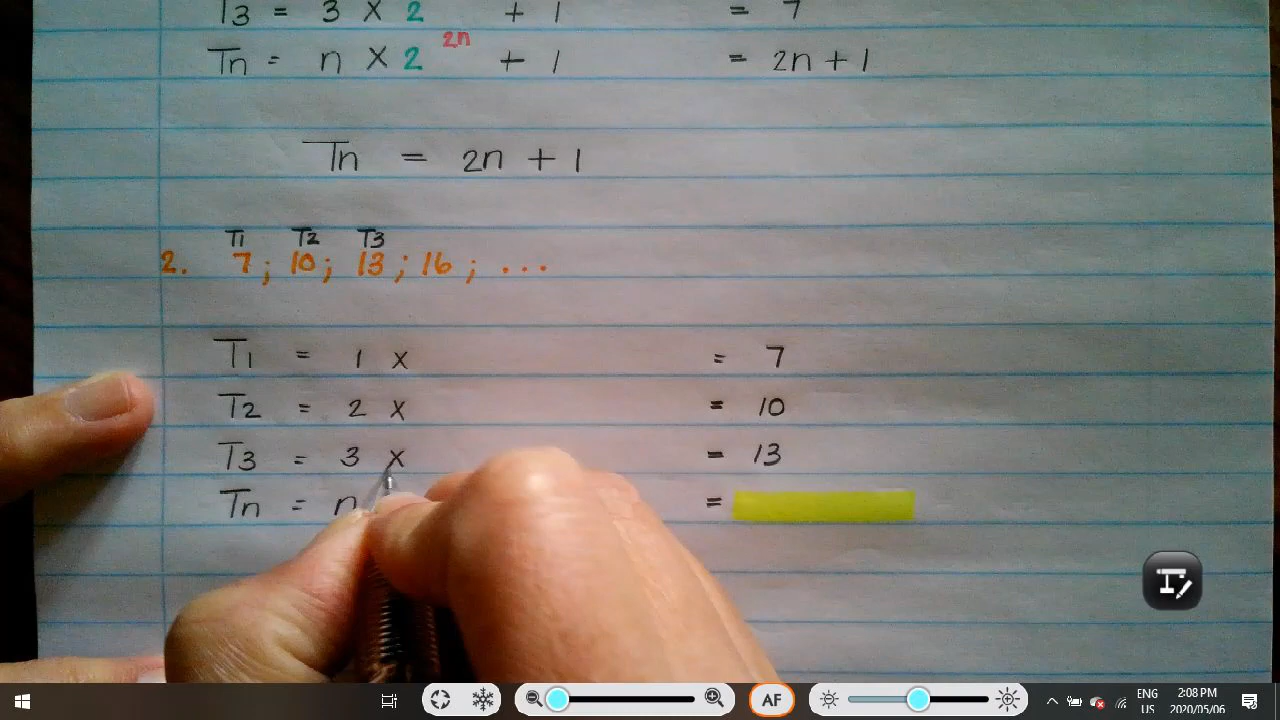 T3 = 3 X 2 + 1 = 7
2n
Tn = n X 2 + 1 = 2n + 1
Tn = 2n + 1
T1 T2 T3
2. 7 ; 10 ; 13 ; 16 ; ...
T1 = 1 x = 7
T2 = 2 x = 10
T3 = 3 x = 13
Tn = n =
AF
ENG 2:08 PM
US 2020/05/06